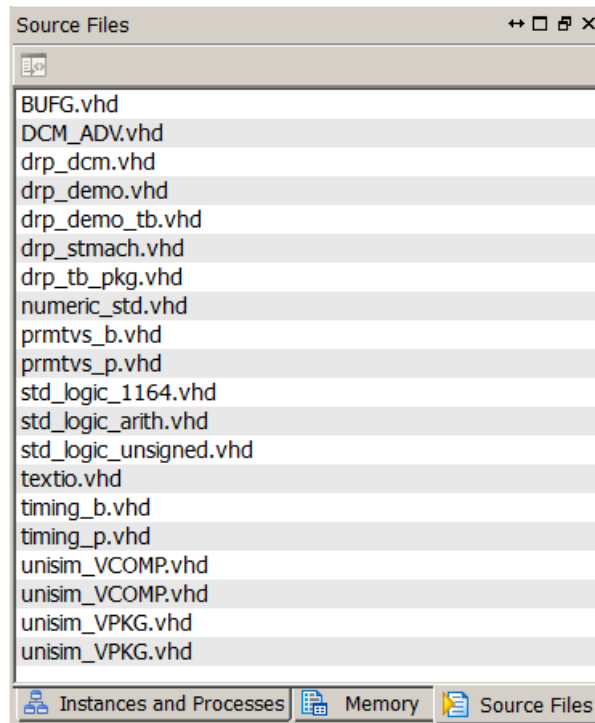 Source Files
BUFG.vhd
DCM_ADV.vhd
drp_dcm.vhd
drp_demo.vhd
drp_demo_tb.vhd
drp_stmach.vhd
drp_tb_pkg.vhd
numeric_std.vhd
prmtvs_b.vhd
prmtvs_p.vhd
std_logic_1164.vhd
std_logic_arith.vhd
std_logic_unsigned.vhd
textio.vhd
timing_b.vhd
timing_p.vhd
unisim_VCOMP.vhd
unisim_VCOMP.vhd
unisim_VPKG.vhd
unisim_VPKG.vhd
Instances and Processes Memory Source Files